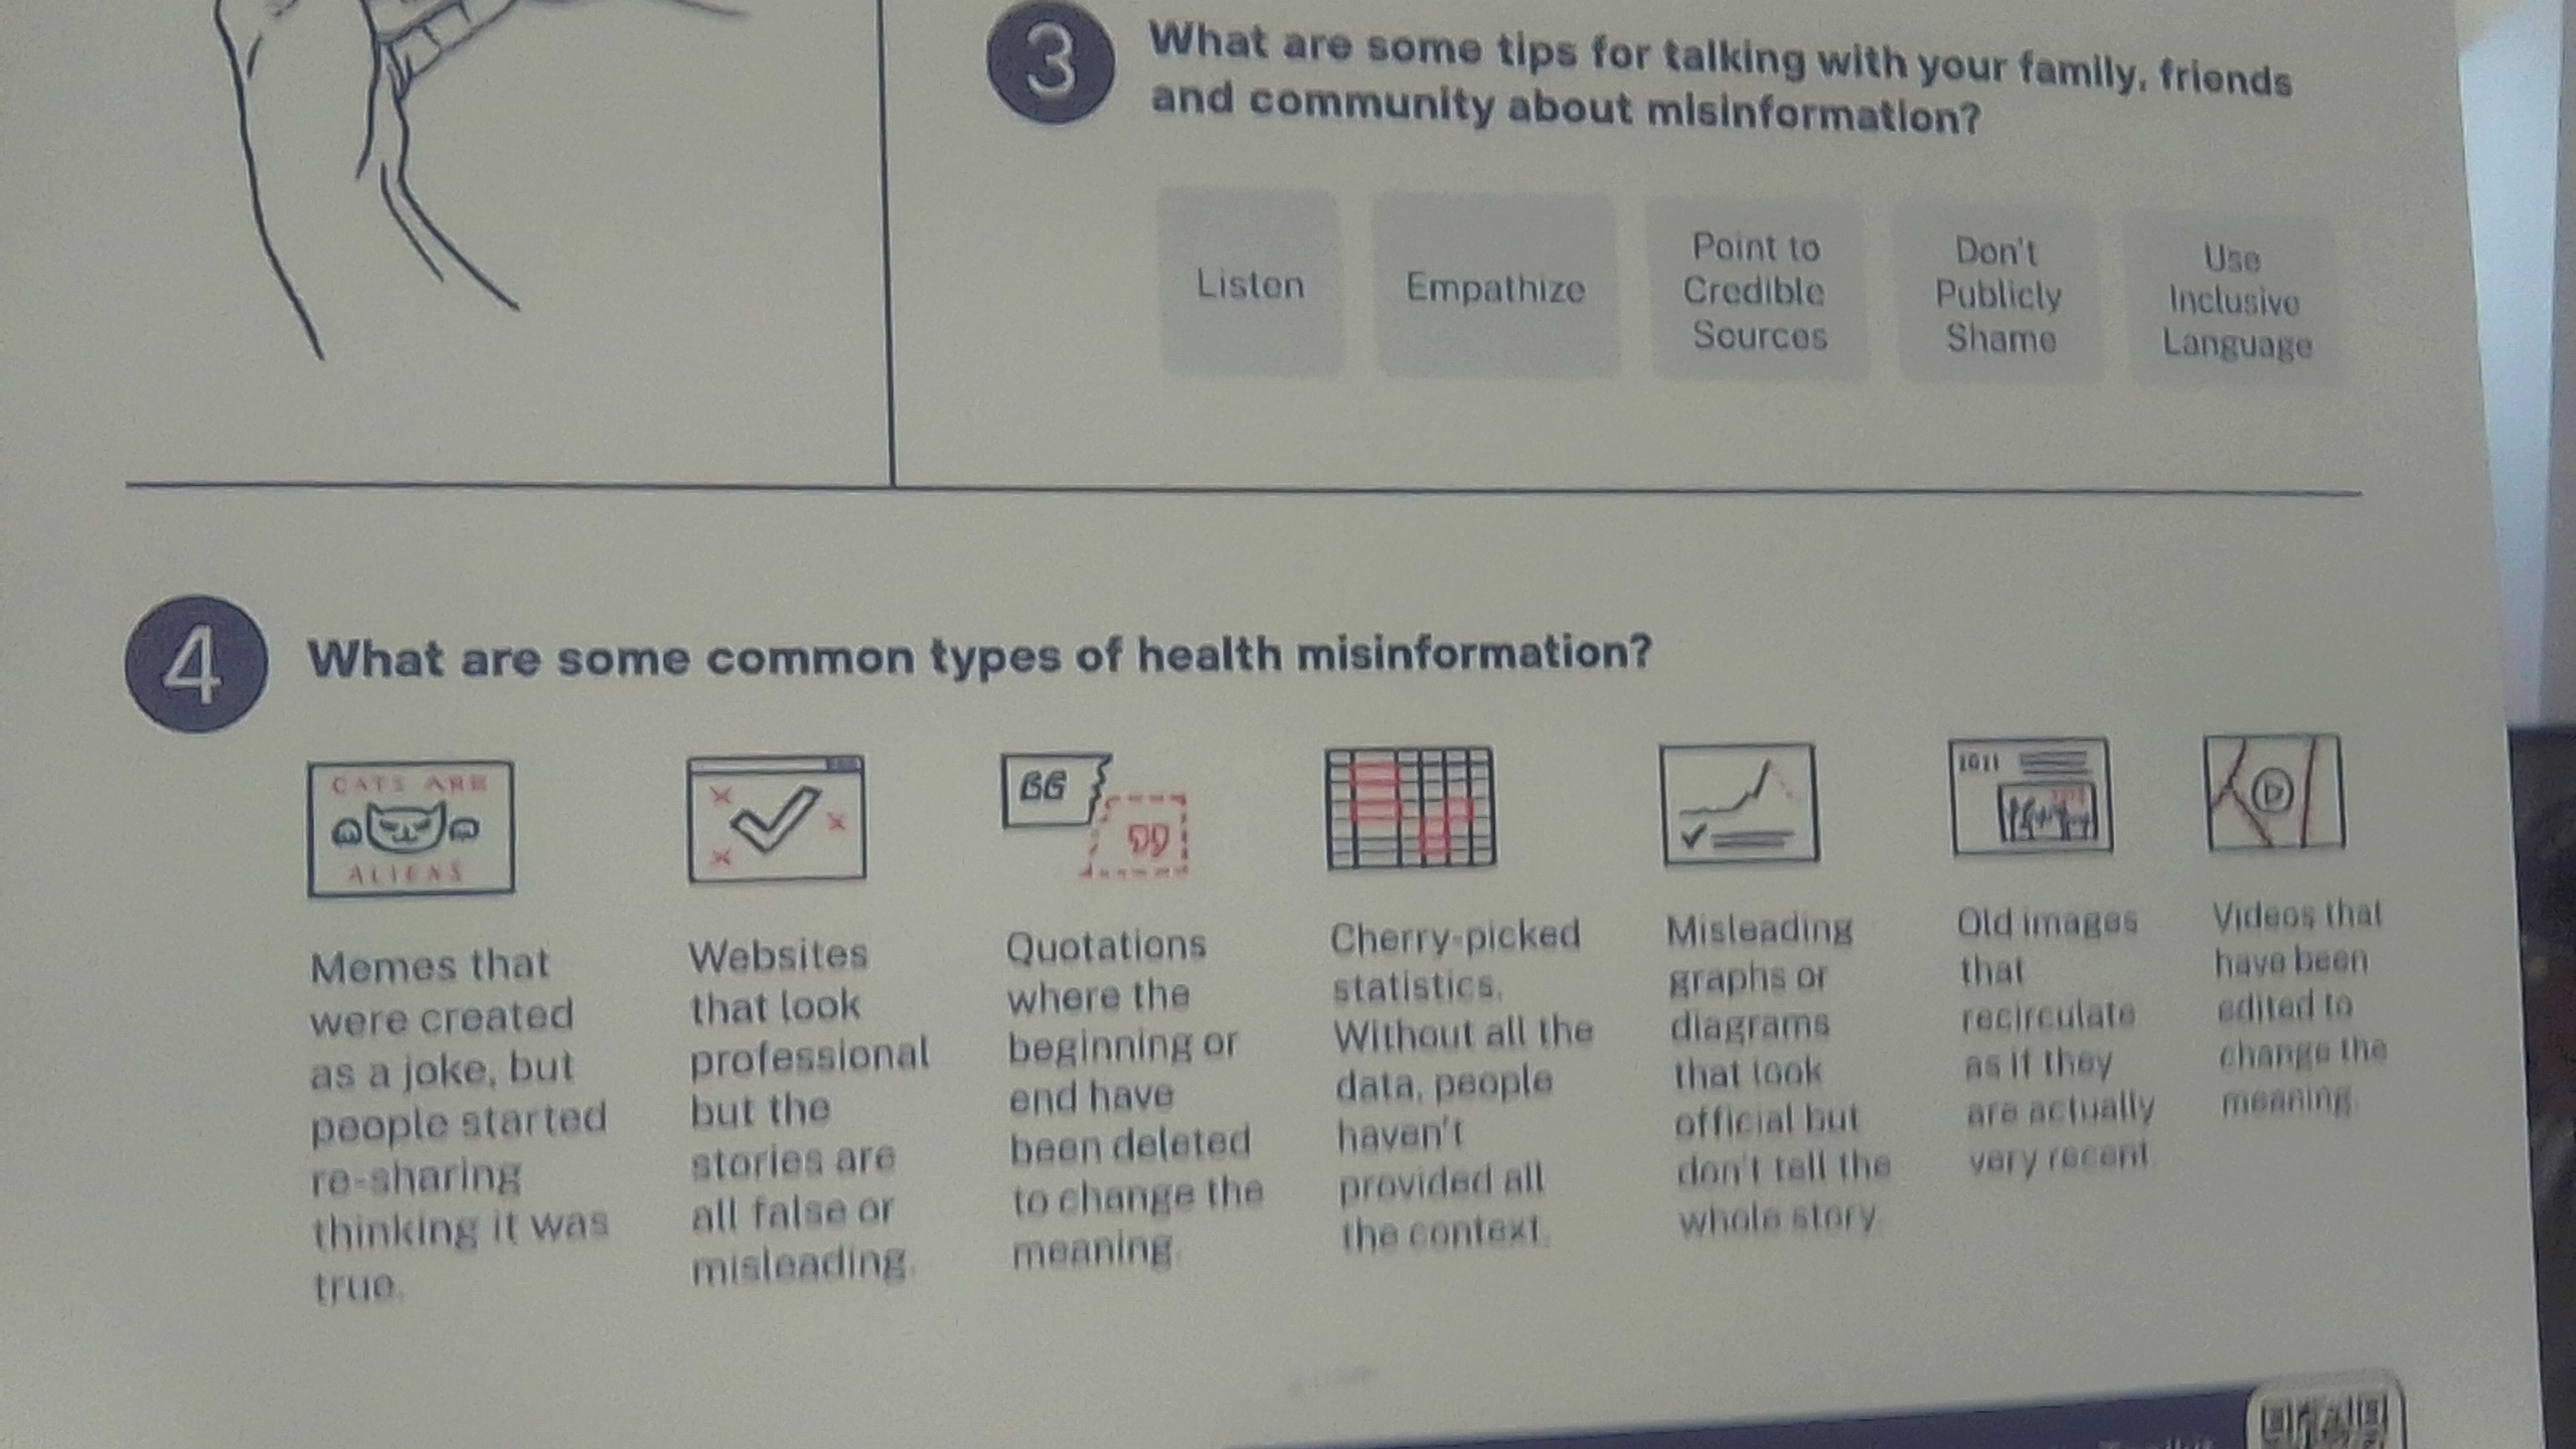 3
What are some tips for talking with your family, friends
and community about misinformation?
Listen
Empathize
Point to
Credible
Sources
Don't
Publicly
Shame
Use
Inclusive
Language
4
What are some common types of health misinformation?
CATS ARE
ALIENS
Memes that
were created
as a joke, but
people started
re-sharing
thinking it was
true.
Websites
that look
professional
but the
stories are
all false or
misleading.
Quotations
where the
beginning or
end have
been deleted
to change the
meaning.
Cherry-picked
statistics.
Without all the
data, people
haven't
provided all
the context.
Misleading
graphs or
diagrams
that look
official but
don't tell the
whole story.
Old images
that
recirculate
as if they
are actually
very recent
Videos that
have been
edited to
change the
meaning.